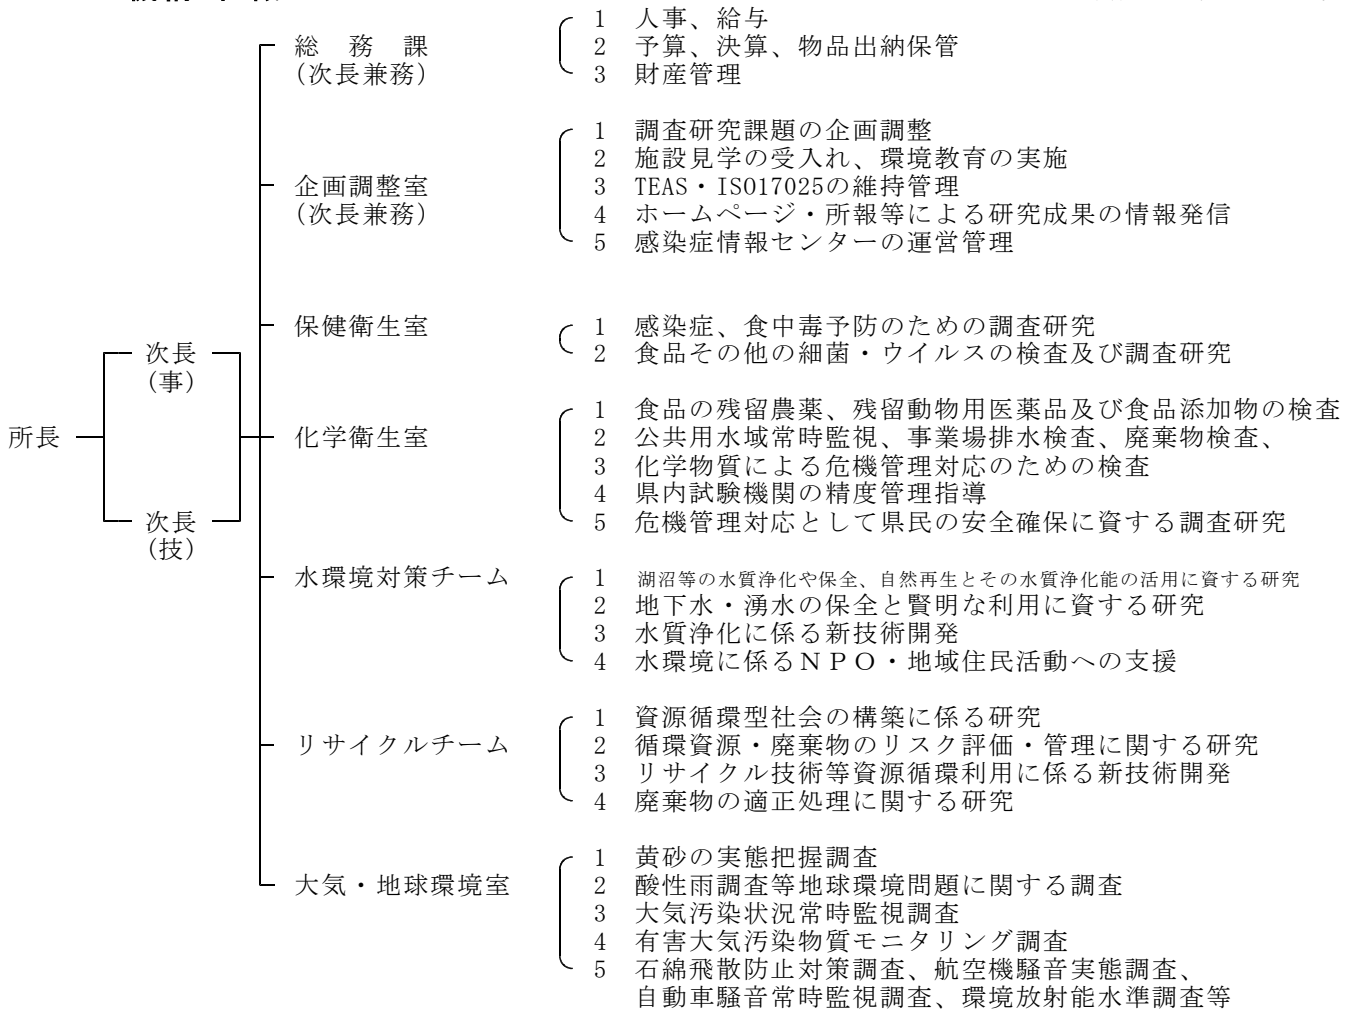 総　務　課
(次長兼務)
1　人事、給与
2　予算、決算、物品出納保管
3　財産管理
企画調整室
(次長兼務)
1　調査研究課題の企画調整
2　施設見学の受入れ、環境教育の実施
3　TEAS・ISO17025の維持管理
4　ホームページ・所報等による研究成果の情報発信
5　感染症情報センターの運営管理
保健衛生室
1　感染症、食中毒予防のための調査研究
2　食品その他の細菌・ウイルスの検査及び調査研究
所長
次長
(事)
次長
(技)
化学衛生室
1　食品の残留農薬、残留動物用医薬品及び食品添加物の検査
2　公共用水域常時監視、事業場排水検査、廃棄物検査、
3　化学物質による危機管理対応のための検査
4　県内試験機関の精度管理指導
5　危機管理対応として県民の安全確保に資する調査研究
水環境対策チーム
1　湖沼等の水質浄化や保全、自然再生とその水質浄化能の活用に資する研究
2　地下水・湧水の保全と賢明な利用に資する研究
3　水質浄化に係る新技術開発
4　水環境に係るＮＰＯ・地域住民活動への支援
リサイクルチーム
1　資源循環型社会の構築に係る研究
2　循環資源・廃棄物のリスク評価・管理に関する研究
3　リサイクル技術等資源循環利用に係る新技術開発
4　廃棄物の適正処理に関する研究
大気・地球環境室
1　黄砂の実態把握調査
2　酸性雨調査等地球環境問題に関する調査
3　大気汚染状況常時監視調査
4　有害大気汚染物質モニタリング調査
5　石綿飛散防止対策調査、航空機騒音実態調査、
自動車騒音常時監視調査、環境放射能水準調査等